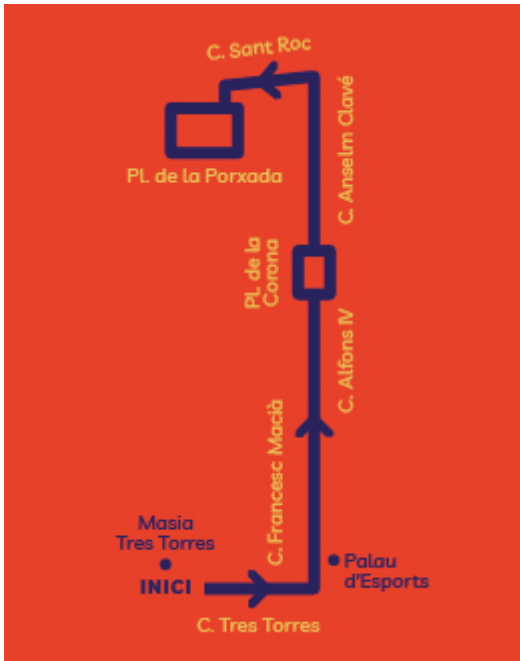 C. Sant Roc
C. Anselm Clavé
Pl. de la Porxada
Pl. de la
Corona
C. Alfons IV
C. Francesc Macià
Masia
Tres Torres
INICI
Palau
d'Esports
C. Tres Torres